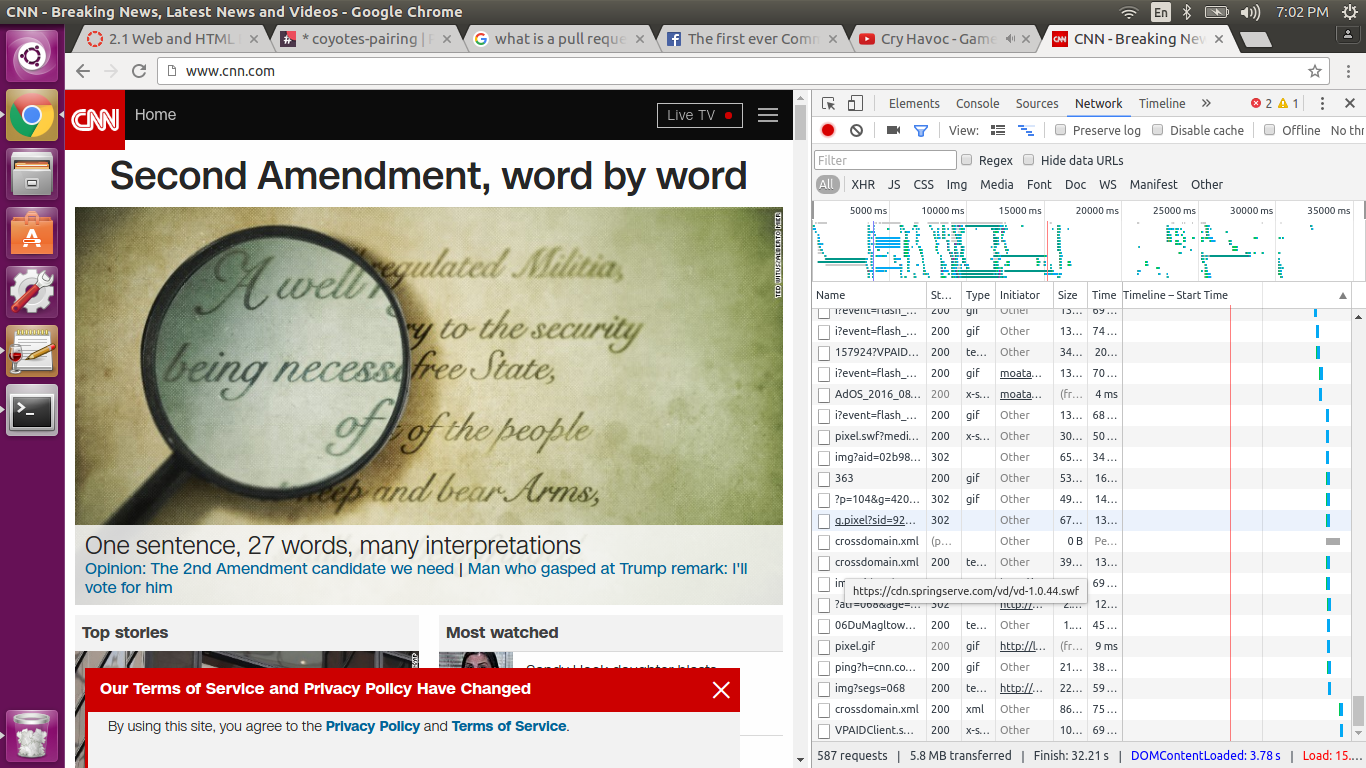 CNN - Breaking News, Latest News and Videos - Google Chrome
En
7:02 PM
2.1 Web and HTML
* coyotes-pairing | F
what is a pull reque
The first ever Comm
Cry Havoc - Game
CNN - Breaking New
www.cnn.com
CNN
Home
Live TV
Second Amendment, word by word
A well regulated Militia,
ry to the security
being necess free State,
of of the people
keep and bear Arms,
One sentence, 27 words, many interpretations
Opinion: The 2nd Amendment candidate we need | Man who gasped at Trump remark: I'll
vote for him
Top stories
Most watched
Our Terms of Service and Privacy Policy Have Changed
By using this site, you agree to the Privacy Policy and Terms of Service.
Elements Console Sources Network Timeline » 2 1
View: Preserve log Disable cache Offline No thr
Filter Regex Hide data URLs
All XHR JS CSS Img Media Font Doc WS Manifest Other
5000 ms 10000 ms 15000 ms 20000 ms 25000 ms 30000 ms 35000 ms
Name St... Type Initiator Size Time Timeline – Start Time
i?event=flash_... 200 gif Other 13... 69...
i?event=flash_... 200 gif Other 13... 74...
157924?VPAID... 200 te... Other 34... 20...
i?event=flash_... 200 gif moata... 13... 70...
AdOS_2016_08... 200 x-s... moata... (fr... 4 ms
i?event=flash_... 200 gif Other 13... 68...
pixel.swf?medi... 200 x-s... Other 30... 50...
img?aid=02b98... 302 Other 65... 34...
363 200 gif Other 53... 16...
?p=104&g=420... 302 gif Other 49... 14...
g.pixel?sid=92... 302 Other 67... 13...
crossdomain.xml (p... Other 0 B Pe...
crossdomain.xml 200 te... Other 39... 13...
https://cdn.springserve.com/vd/vd-1.0.44.swf
?atr=068&age=... 302 http://... 2.... 12...
06DuMagltow... 200 te... Other 1.... 45...
pixel.gif 200 gif http://l... (fr... 9 ms
ping?h=cnn.co... 200 gif Other 21... 38...
img?segs=068 200 te... http://... 22... 59...
crossdomain.xml 200 xml Other 86... 75...
VPAIDClient.s... 200 x-s... Other 10... 69...
587 requests | 5.8 MB transferred | Finish: 32.21 s | DOMContentLoaded: 3.78 s | Load: 15....